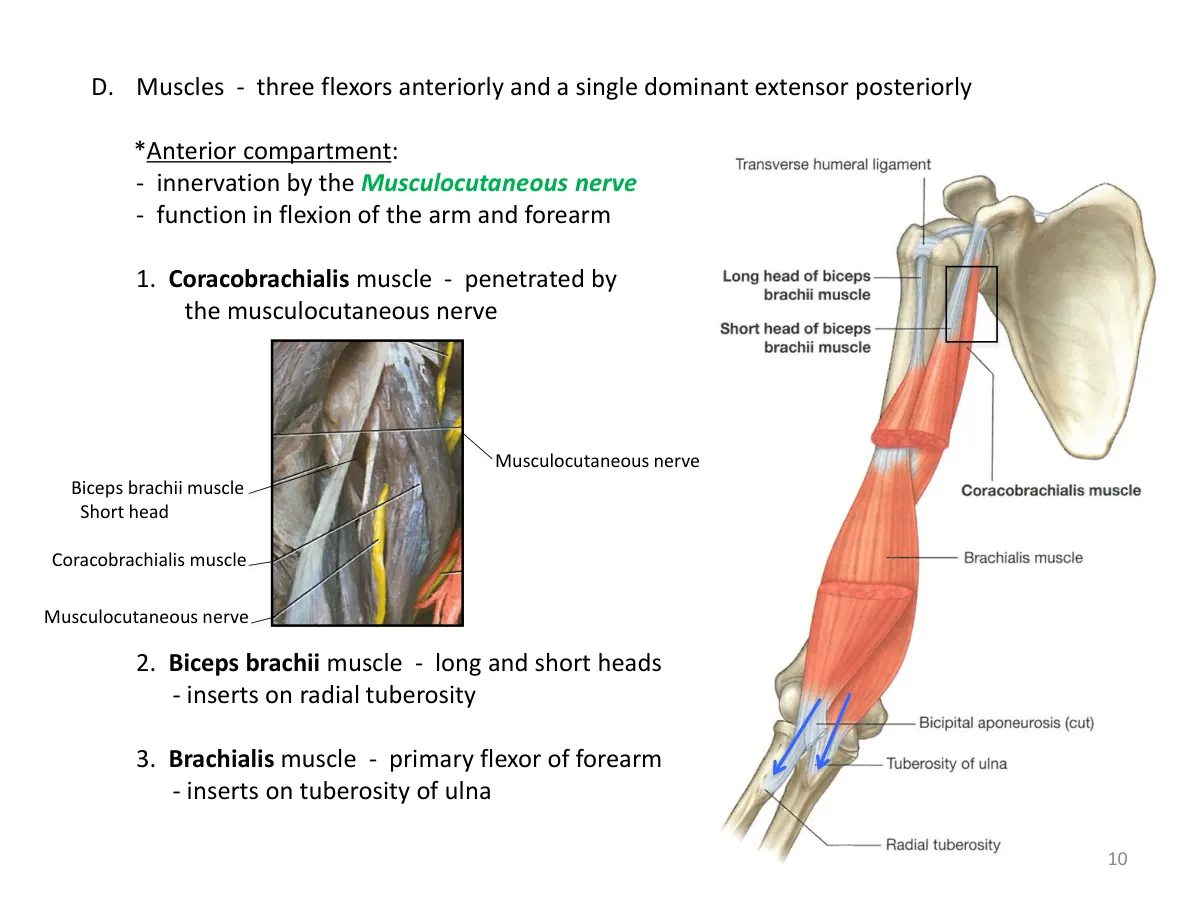 D. Muscles - three flexors anteriorly and a single dominant extensor posteriorly
*Anterior compartment:
- innervation by the Musculocutaneous nerve
- function in flexion of the arm and forearm
1. Coracobrachialis muscle - penetrated by
the musculocutaneous nerve
Musculocutaneous nerve
Biceps brachii muscle
Short head
Coracobrachialis muscle
Musculocutaneous nerve
2. Biceps brachii muscle - long and short heads
- inserts on radial tuberosity
3. Brachialis muscle - primary flexor of forearm
- inserts on tuberosity of ulna
Transverse humeral ligament
Long head of biceps
brachii muscle
Short head of biceps
brachii muscle
Coracobrachialis muscle
Brachialis muscle
Bicipital aponeurosis (cut)
Tuberosity of ulna
Radial tuberosity
10